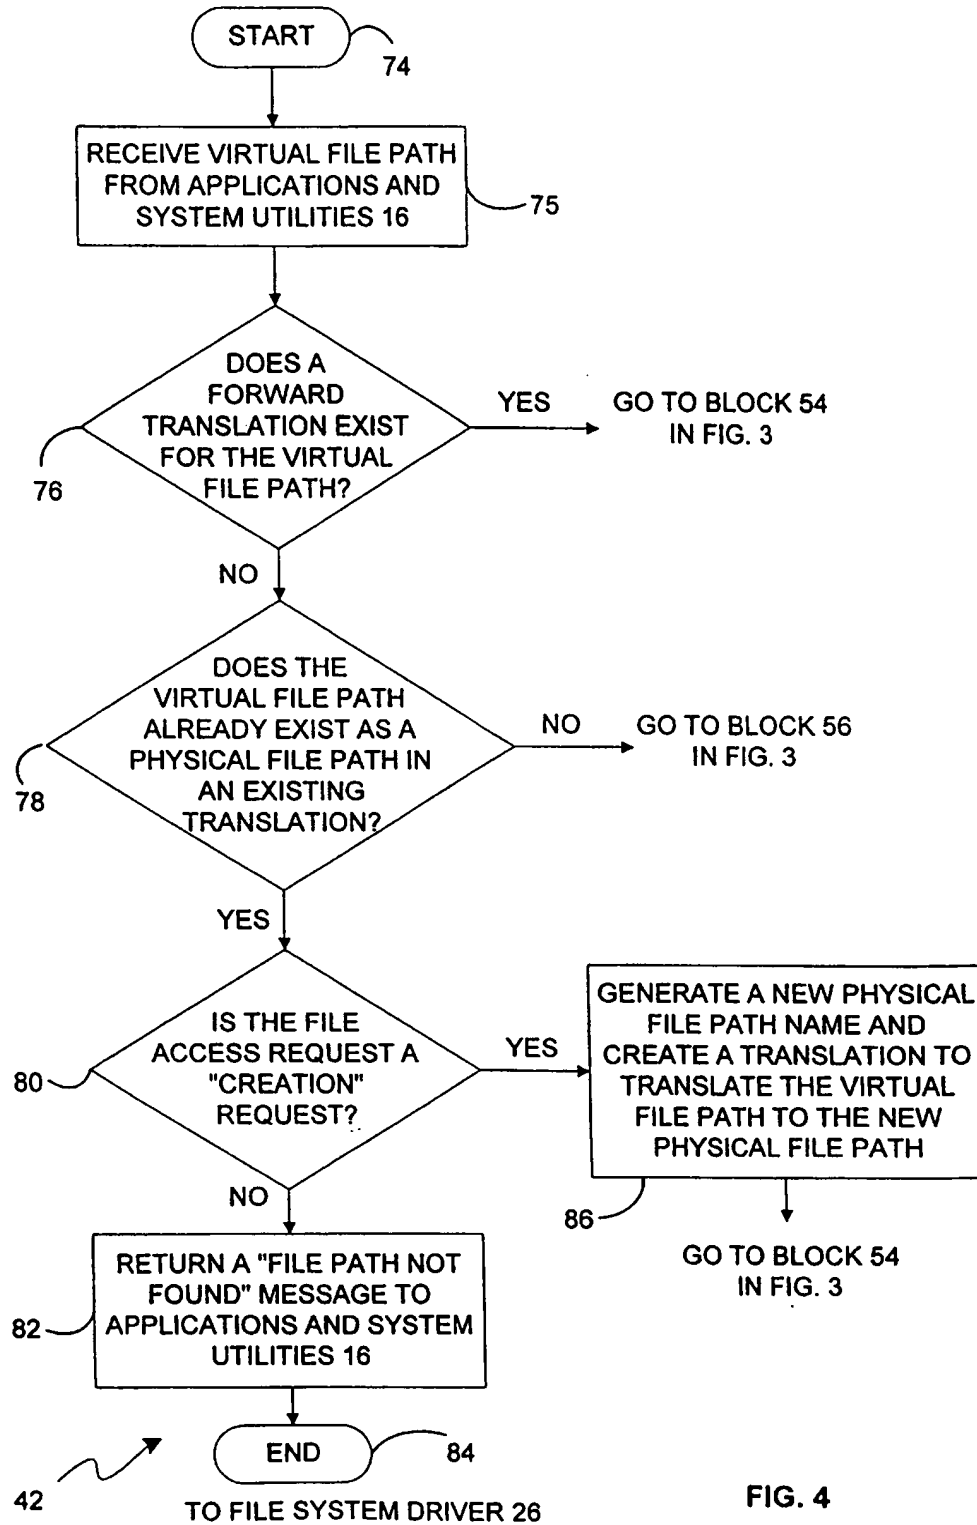 START
74
RECEIVE VIRTUAL FILE PATH
FROM APPLICATIONS AND
SYSTEM UTILITIES 16
75
DOES A
FORWARD
TRANSLATION EXIST
FOR THE VIRTUAL
FILE PATH?
76
YES
GO TO BLOCK 54
IN FIG. 3
NO
DOES THE
VIRTUAL FILE PATH
ALREADY EXIST AS A
PHYSICAL FILE PATH IN
AN EXISTING
TRANSLATION?
78
NO
GO TO BLOCK 56
IN FIG. 3
YES
IS THE FILE
ACCESS REQUEST A
"CREATION"
REQUEST?
80
YES
GENERATE A NEW PHYSICAL
FILE PATH NAME AND
CREATE A TRANSLATION TO
TRANSLATE THE VIRTUAL
FILE PATH TO THE NEW
PHYSICAL FILE PATH
86
GO TO BLOCK 54
IN FIG. 3
NO
RETURN A "FILE PATH NOT
FOUND" MESSAGE TO
APPLICATIONS AND SYSTEM
UTILITIES 16
82
END
84
42
TO FILE SYSTEM DRIVER 26
FIG. 4